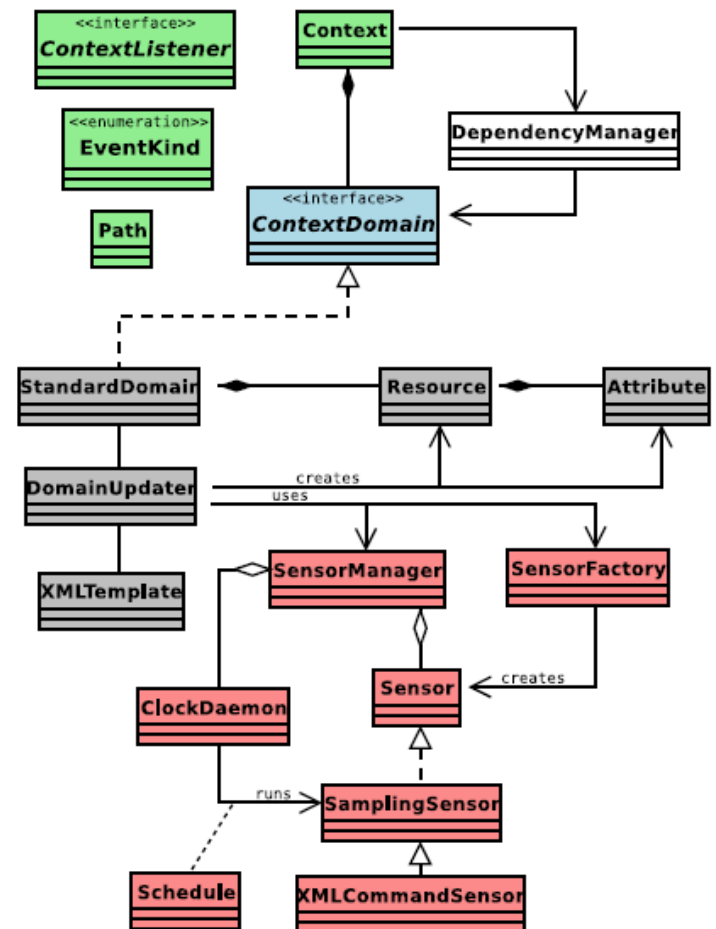 <<interface>>
ContextListener
Context
<<enumeration>>
EventKind
DependencyManager
Path
<<interface>>
ContextDomain
StandardDomain
Resource
Attribute
DomainUpdater
creates
uses
XMLTemplate
SensorManager
SensorFactory
Sensor
creates
ClockDaemon
runs
SamplingSensor
Schedule
XMLCommandSensor